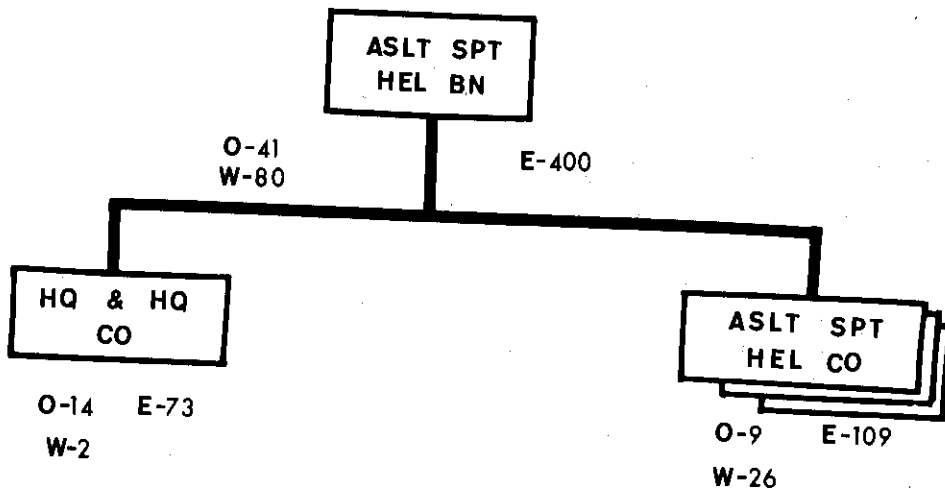 ASLT SPT
HEL BN
O-41
W-80
E-400
HQ & HQ
CO
O-14 E-73
W-2
ASLT SPT
HEL CO
O-9 E-109
W-26